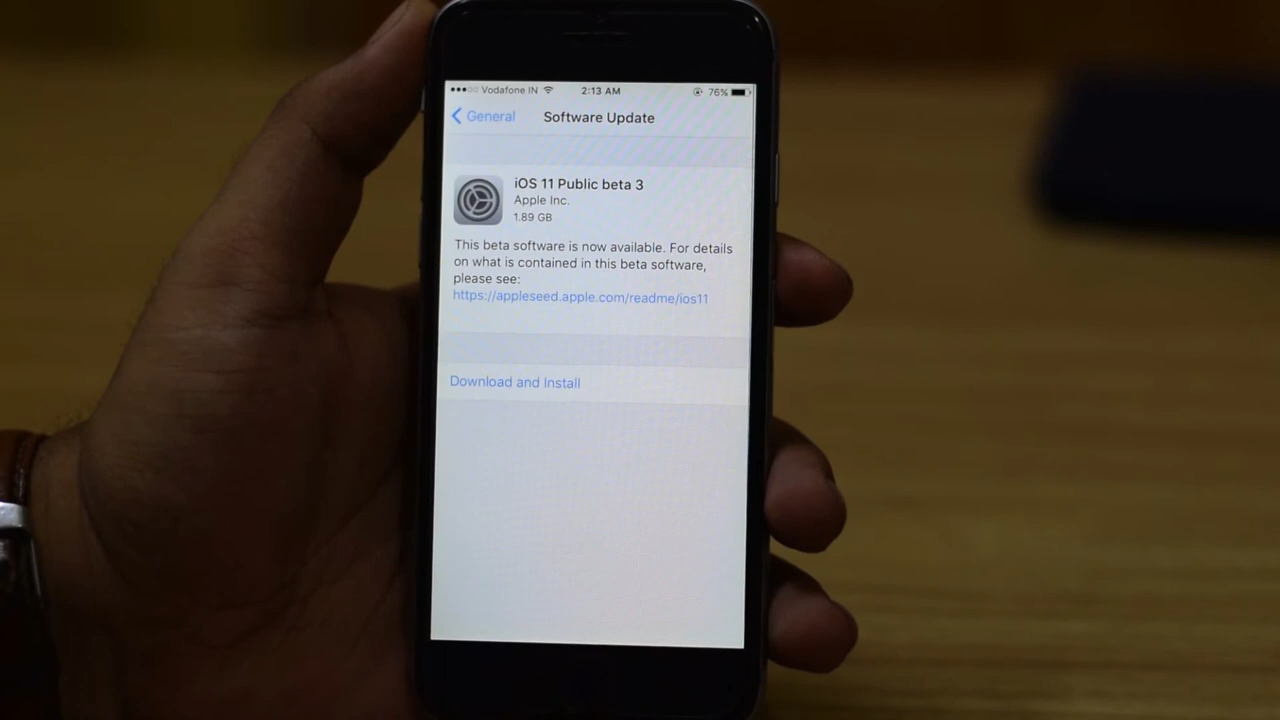 Vodafone IN 2:13 AM 76%
General Software Update
iOS 11 Public beta 3
Apple Inc.
1.89 GB
This beta software is now available. For details
on what is contained in this beta software,
please see:
https://appleseed.apple.com/readme/ios11
Download and Install